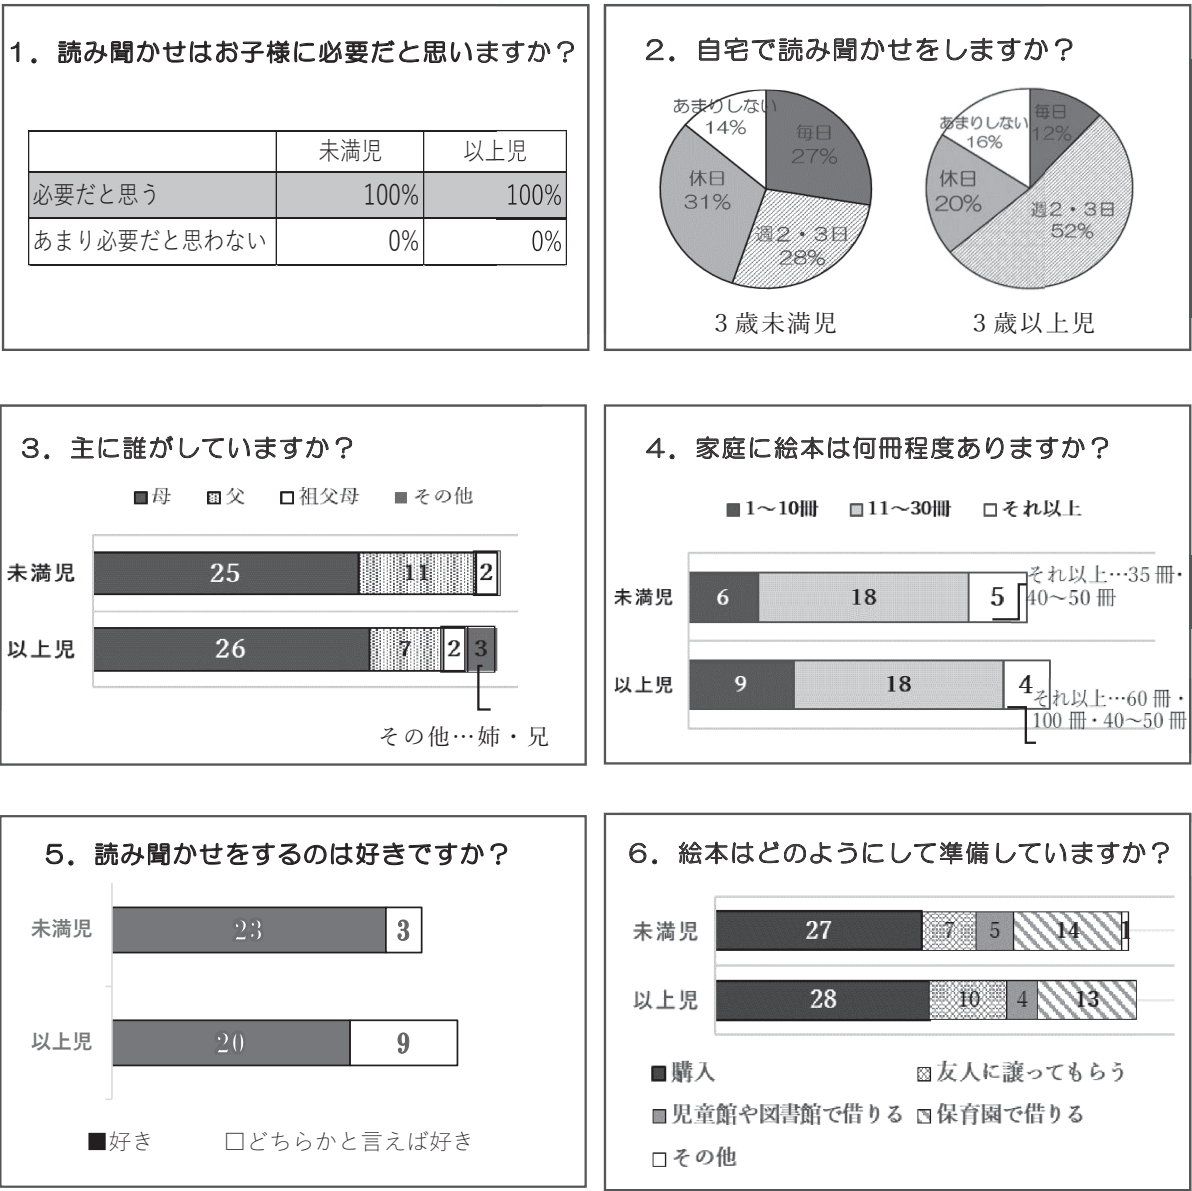 1．読み聞かせはお子様に必要だと思いますか？
未満児 以上児
必要だと思う 100% 100%
あまり必要だと思わない 0% 0%
2．自宅で読み聞かせをしますか？
あまりしない
14%
毎日
27%
休日
31%
週2・3日
28%
3歳未満児
あまりしない
16%
毎日
12%
休日
20%
週2・3日
52%
3歳以上児
3．主に誰がしていますか？
■母 父 □祖父母 ■その他
未満児 25 11 2
以上児 26 7 2 3
その他…姉・兄
4．家庭に絵本は何冊程度ありますか？
■1～10冊 11～30冊 □それ以上
未満児 6 18 5
それ以上…35冊・
40～50冊
以上児 9 18 4
それ以上…60冊・
100冊・40～50冊
5．読み聞かせをするのは好きですか？
未満児 23 3
以上児 20 9
■好き □どちらかと言えば好き
6．絵本はどのようにして準備していますか？
未満児 27 7 5 14 1
以上児 28 10 4 13
■購入 友人に譲ってもらう
児童館や図書館で借りる 保育園で借りる
□その他